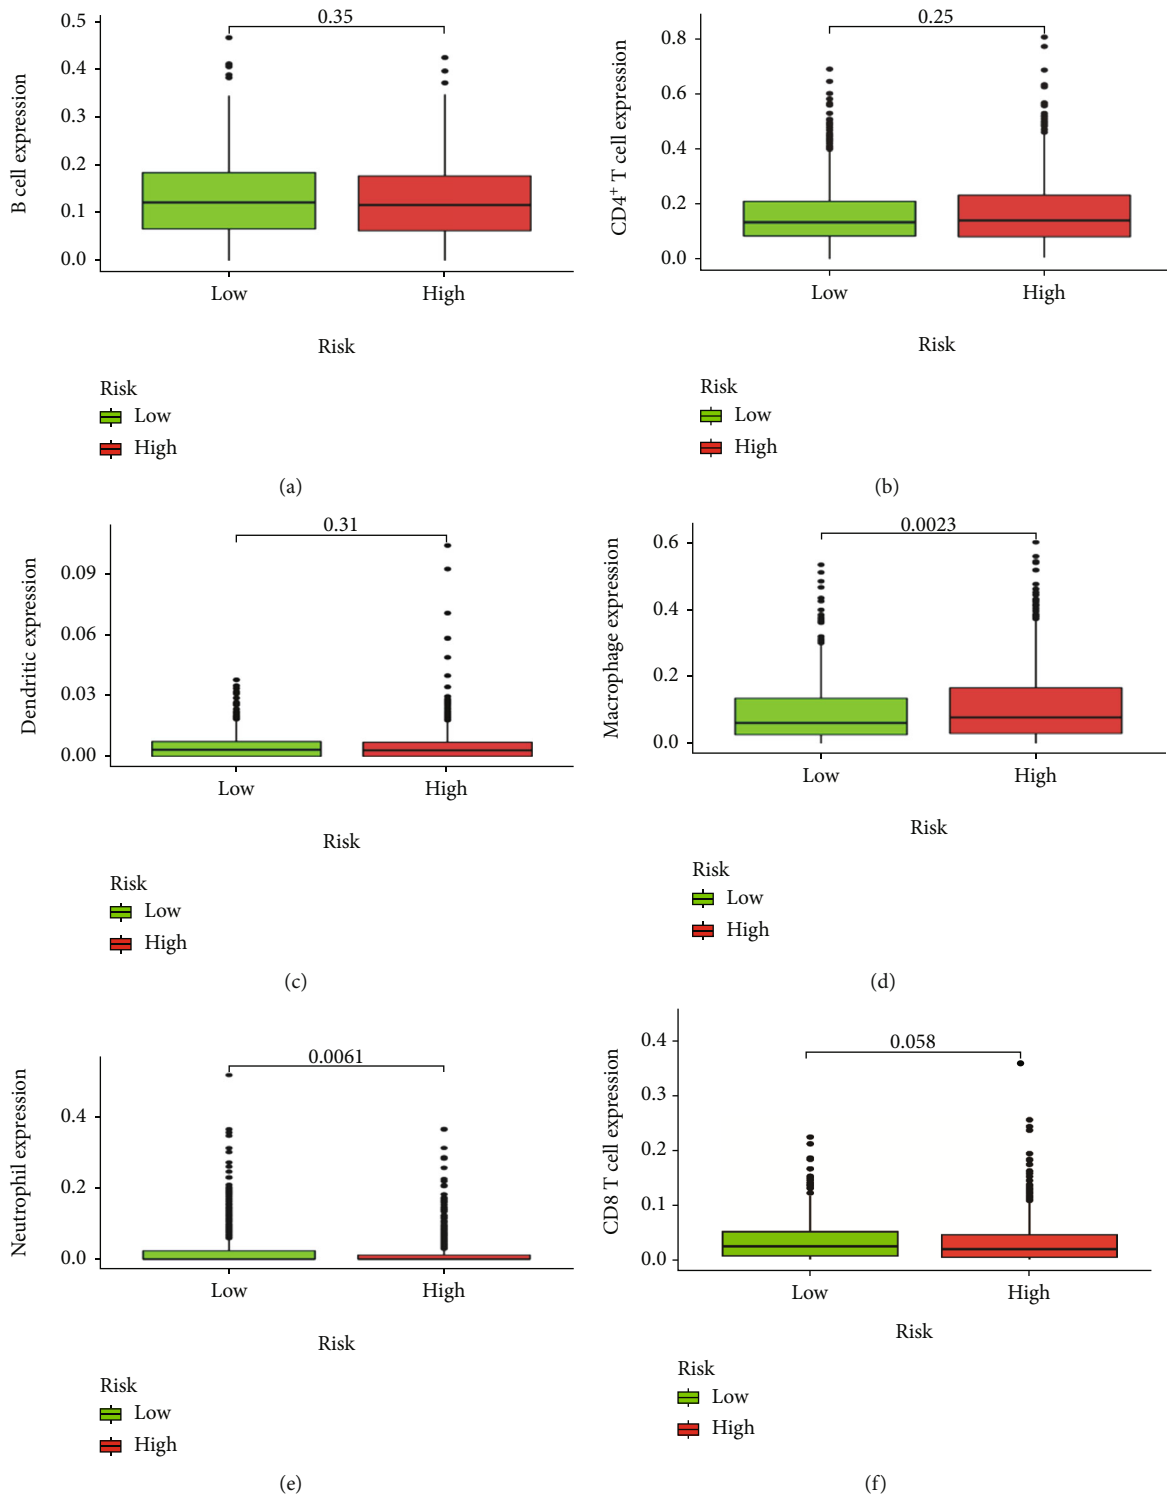 0.35
B cell expression
0.5
0.4
0.3
0.2
0.1
0.0
Low
High
Risk
Risk
Low
High
(a)
0.25
CD4+ T cell expression
0.8
0.6
0.4
0.2
0.0
Low
High
Risk
Risk
Low
High
(b)
0.31
Dendritic expression
0.09
0.06
0.03
0.00
Low
High
Risk
Risk
Low
High
(c)
0.0023
Macrophage expression
0.6
0.4
0.2
0.0
Low
High
Risk
Risk
Low
High
(d)
0.0061
Neutrophil expression
0.4
0.2
0.0
Low
High
Risk
Risk
Low
High
(e)
0.058
CD8 T cell expression
0.4
0.3
0.2
0.1
0.0
Low
High
Risk
Risk
Low
High
(f)